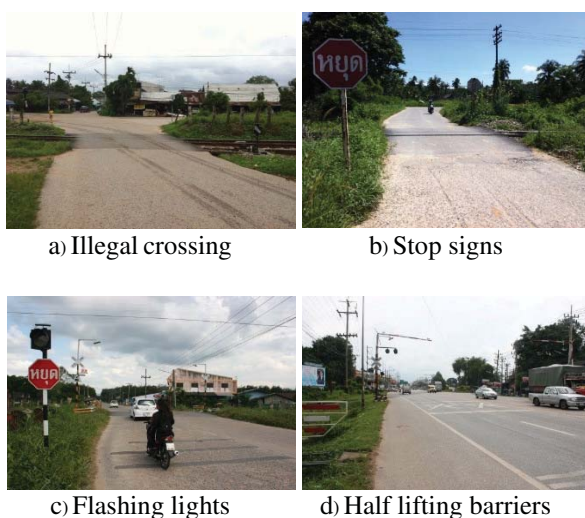 หยุด
a) Illegal crossing
b) Stop signs
หยุด
c) Flashing lights
d) Half lifting barriers